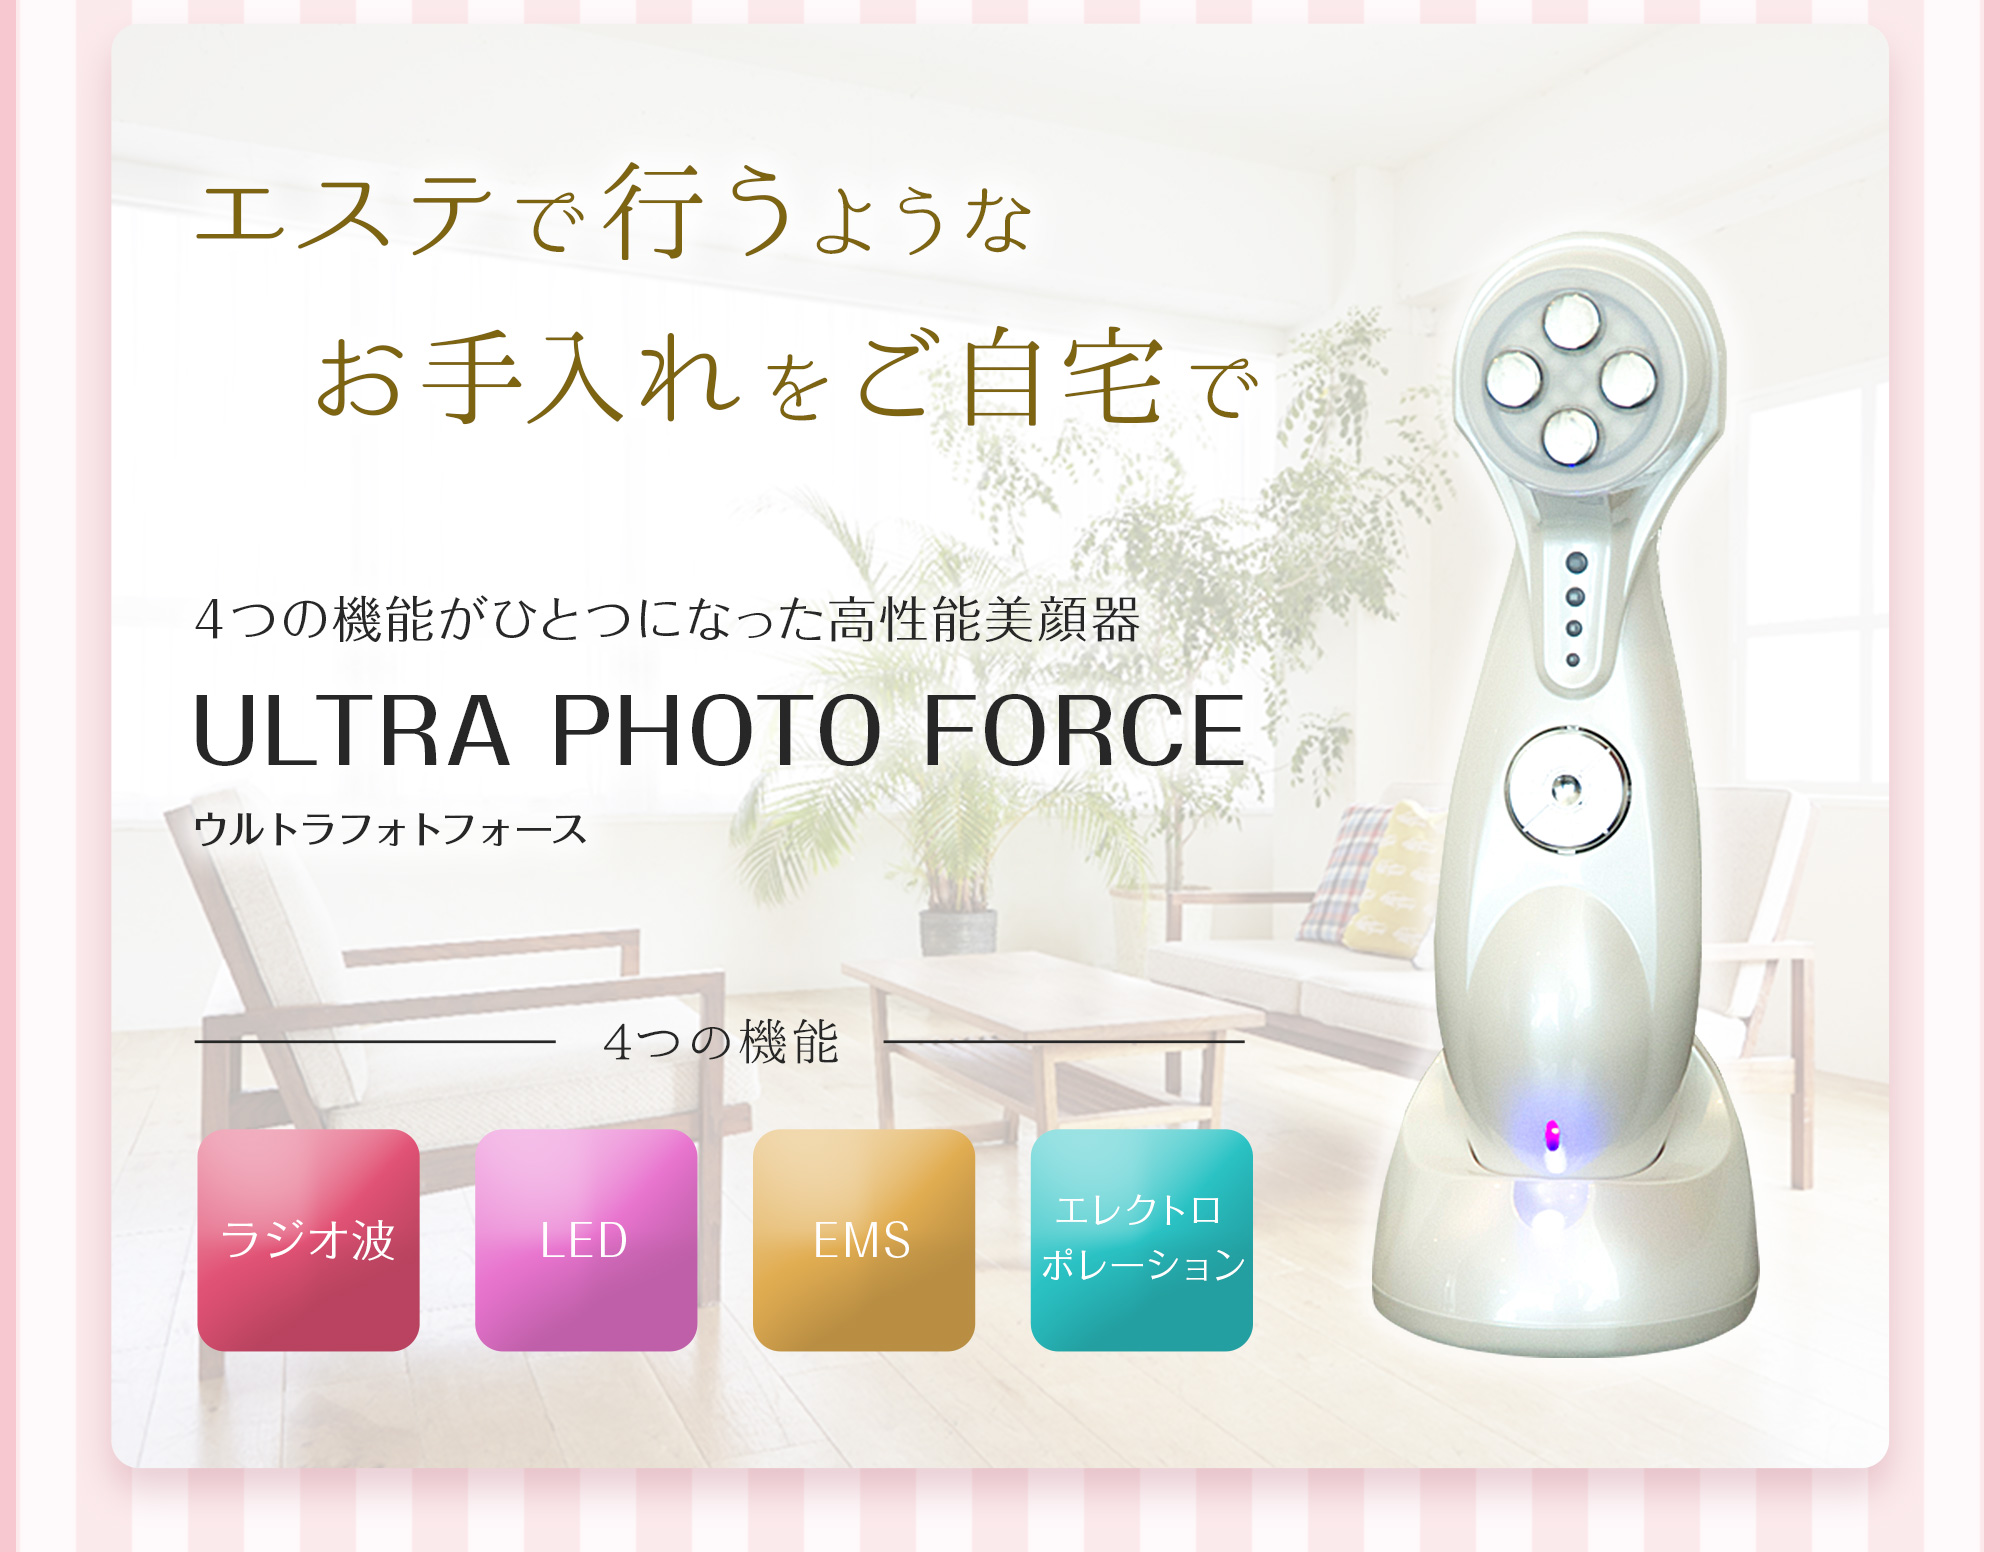 エステで行うような
お手入れをご自宅で
4つの機能がひとつになった高性能美顔器
ULTRA PHOTO FORCE
ウルトラフォトフォース
4つの機能
ラジオ波
LED
EMS
エレクトロ
ポレーション